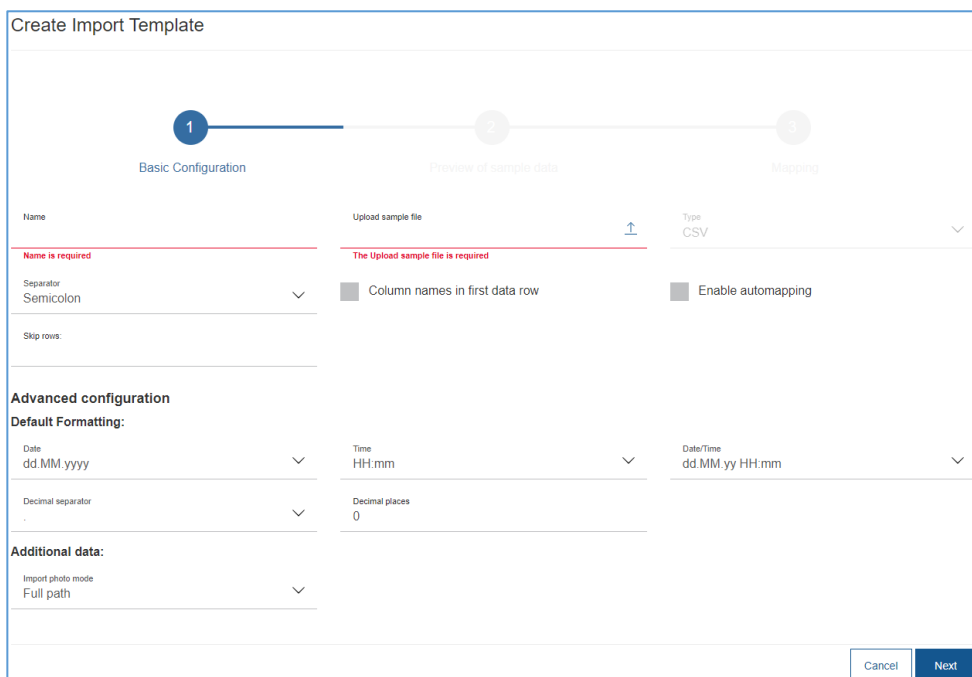 Create Import Template
1 2 3
Basic Configuration Preview of sample data Mapping
Name Upload sample file Type
CSV
Name is required The Upload sample file is required
Separator
Semicolon Column names in first data row Enable automapping
Skip rows:
Advanced configuration
Default Formatting:
Date Time Date/Time
dd.MM.yyyy HH:mm dd.MM.yy HH:mm
Decimal separator Decimal places
. 0
Additional data:
Import photo mode
Full path
Cancel Next